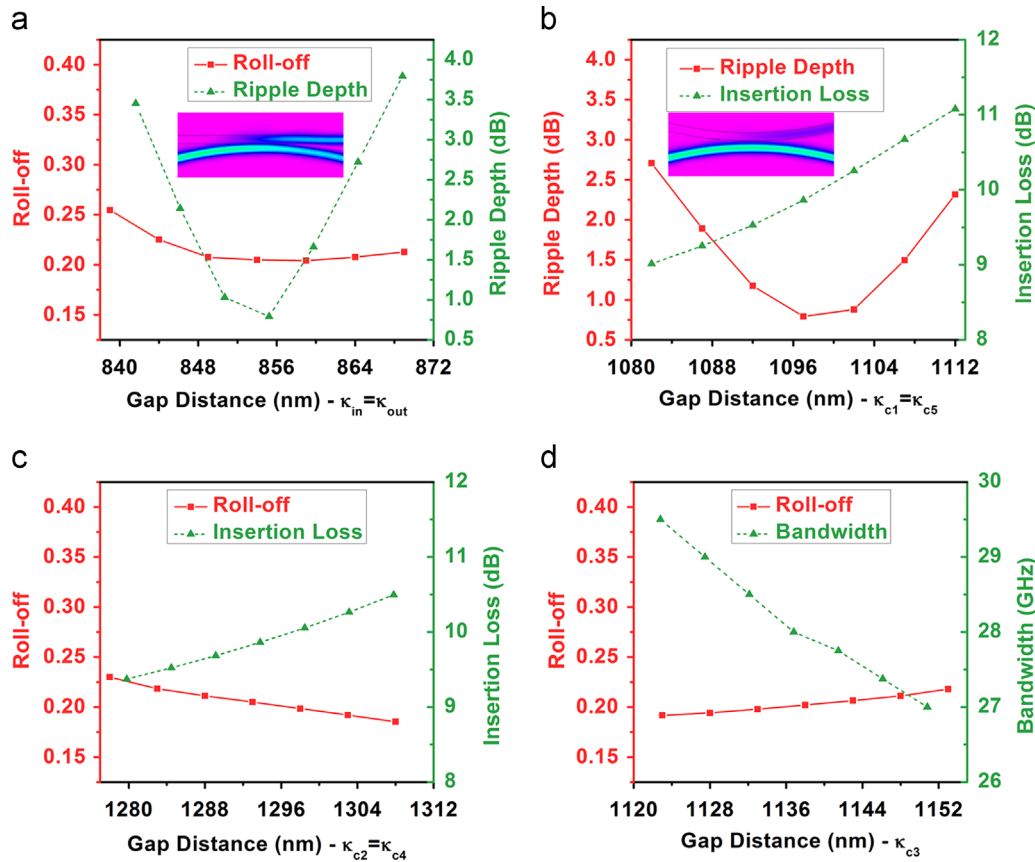 a
Roll-off
Ripple Depth
0.40
0.35
0.30
0.25
0.20
0.15
Roll-off
4.0
3.5
3.0
2.5
2.0
1.5
1.0
0.5
Ripple Depth (dB)
840 848 856 864 872
Gap Distance (nm) - κin=κout
b
Ripple Depth
Insertion Loss
4.0
3.5
3.0
2.5
2.0
1.5
1.0
0.5
Ripple Depth (dB)
12
11
10
9
8
Insertion Loss (dB)
1080 1088 1096 1104 1112
Gap Distance (nm) - κc1=κc5
c
Roll-off
Insertion Loss
0.40
0.35
0.30
0.25
0.20
0.15
Roll-off
12
11
10
9
8
Insertion Loss (dB)
1280 1288 1296 1304 1312
Gap Distance (nm) - κc2=κc4
d
Roll-off
Bandwidth
0.40
0.35
0.30
0.25
0.20
0.15
Roll-off
30
29
28
27
26
Bandwidth (GHz)
1120 1128 1136 1144 1152
Gap Distance (nm) - κc3